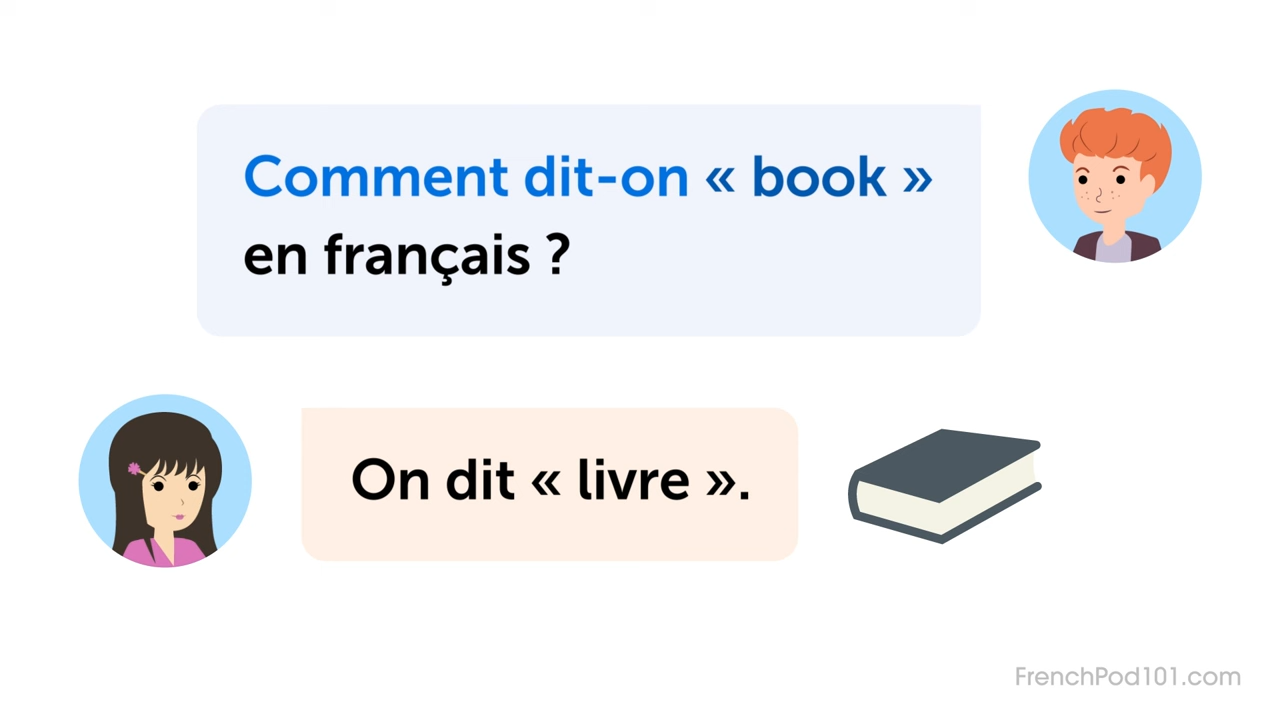 Comment dit-on « book »
en français ?
On dit « livre ».
FrenchPod101.com